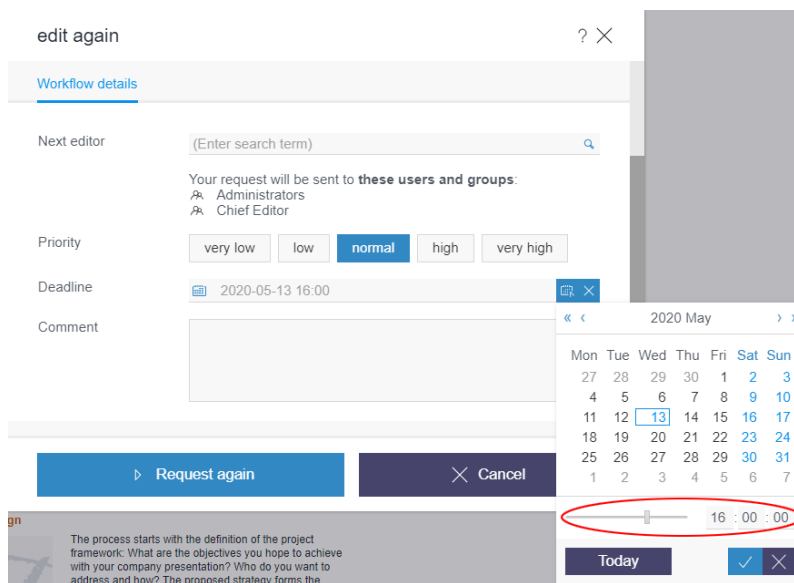 edit again
?
Workflow details
Next editor
(Enter search term)
Your request will be sent to these users and groups:
Administrators
Chief Editor
Priority
very low low normal high very high
Deadline
2020-05-13 16:00
Comment
« ‹ 2020 May ›
Mon Tue Wed Thu Fri Sat Sun
27 28 29 30 1 2 3
4 5 6 7 8 9 10
11 12 13 14 15 16 17
18 19 20 21 22 23 24
25 26 27 28 29 30 31
1 2 3 4 5 6 7
16 : 00 : 00
Today
Request again
Cancel
The process starts with the definition of the project
framework: What are the objectives you hope to achieve
with your company presentation? Who do you want to
address and how? The proposed strategy forms the